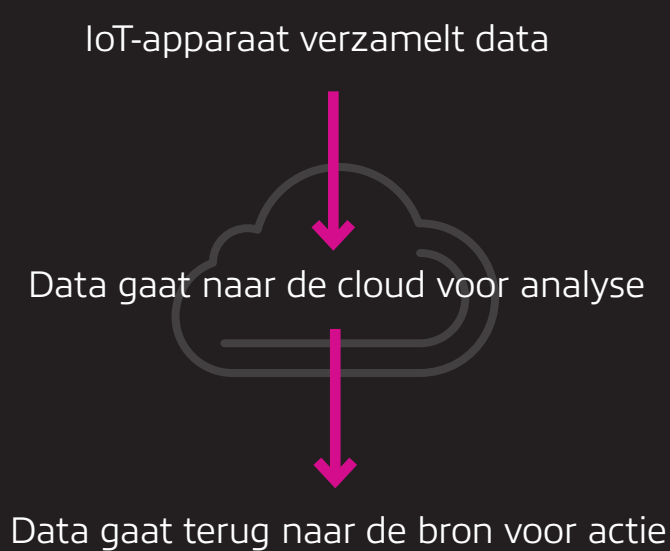 IoT-apparaat verzamelt data
Data gaat naar de cloud voor analyse
Data gaat terug naar de bron voor actie